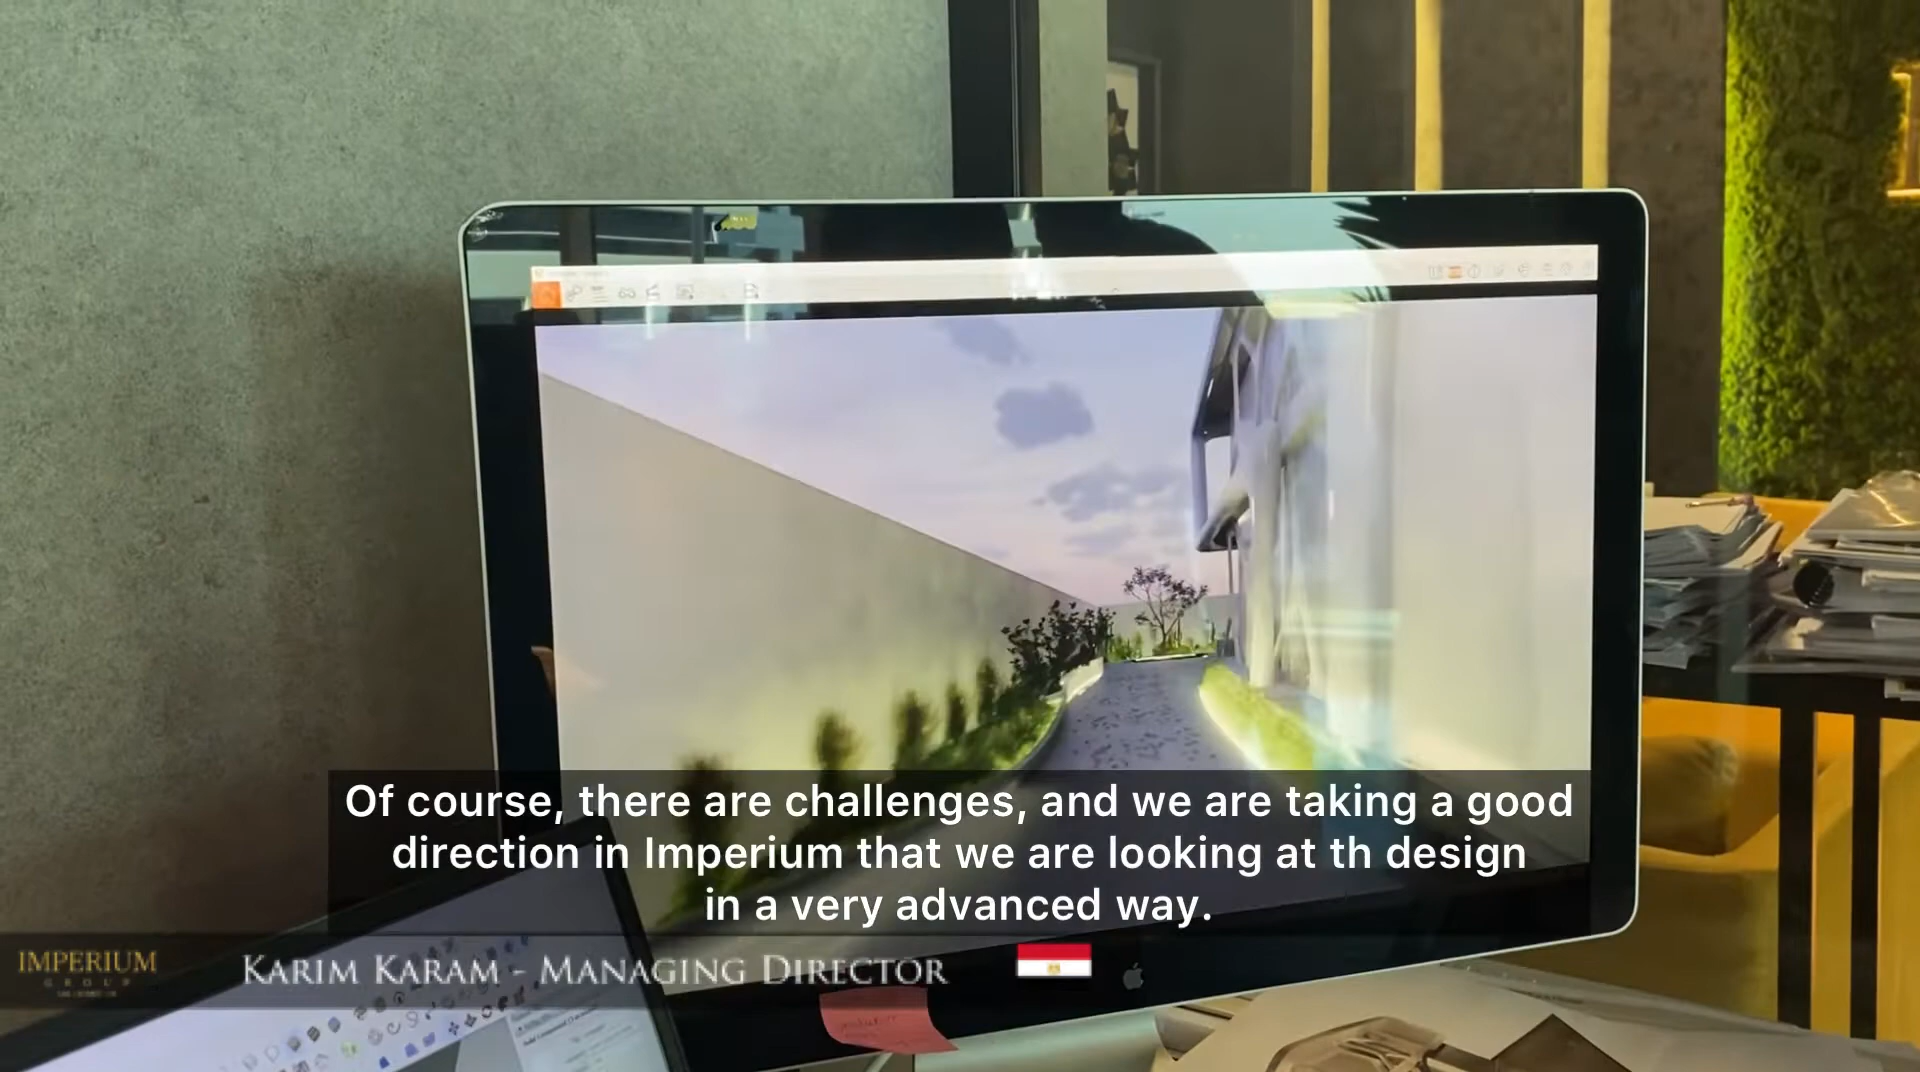 Of course, there are challenges, and we are taking a good
direction in Imperium that we are looking at th design
in a very advanced way.
IMPERIUM
GROUP
KARIM KARAM - MANAGING DIRECTOR